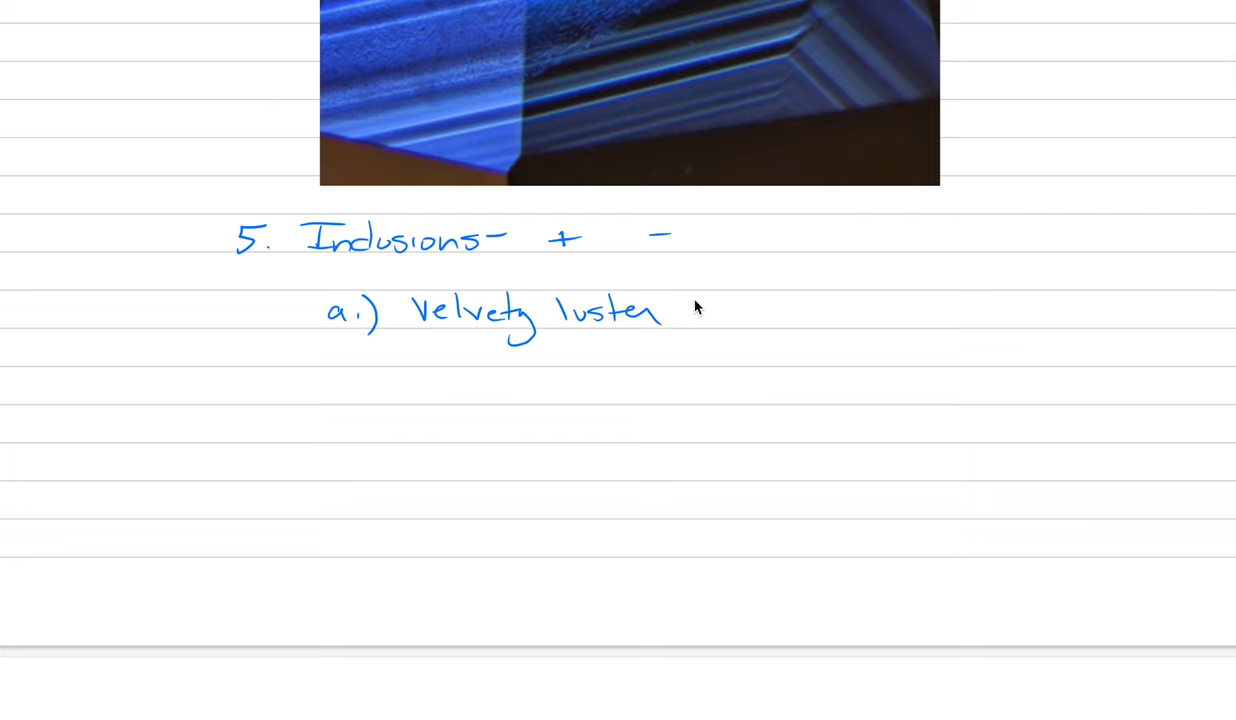 5. Inclusions- + -
a.) Velvety luster